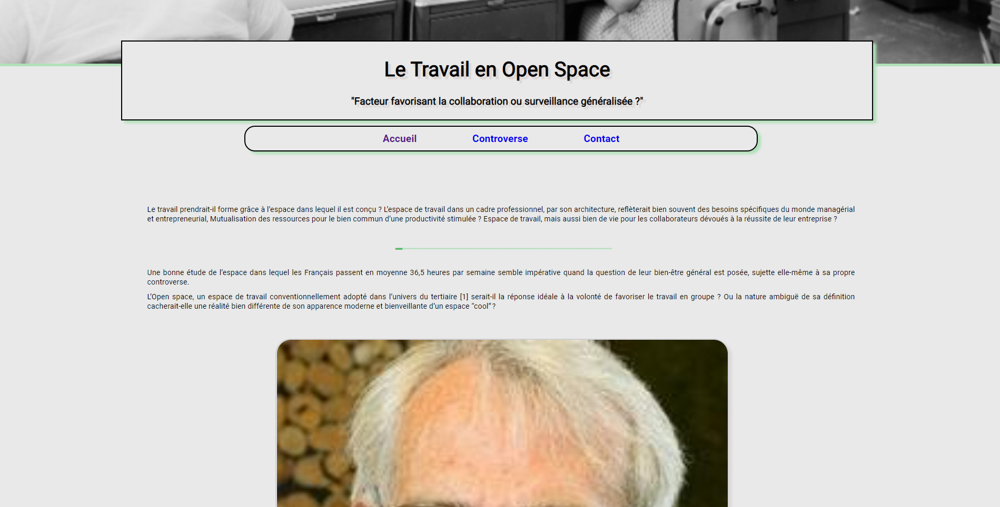 Le Travail en Open Space
"Facteur favorisant la collaboration ou surveillance généralisée ?"
Accueil Controverse Contact
Le travail prendrait-il forme grâce à l’espace dans lequel il est conçu ? L’espace de travail dans un cadre professionnel, par son architecture, reflèterait bien souvent des besoins spécifiques du monde managérial
et entrepreneurial, Mutualisation des ressources pour le bien commun d’une productivité stimulée ? Espace de travail, mais aussi bien de vie pour les collaborateurs dévoués à la réussite de leur entreprise ?
Une bonne étude de l’espace dans lequel les Français passent en moyenne 36,5 heures par semaine semble impérative quand la question de leur bien-être général est posée, sujette elle-même à sa propre
controverse.
L’Open space, un espace de travail conventionnellement adopté dans l’univers du tertiaire [1] serait-il la réponse idéale à la volonté de favoriser le travail en groupe ? Ou la nature ambiguë de sa définition
cacherait-elle une réalité bien différente de son apparence moderne et bienveillante d’un espace “cool” ?